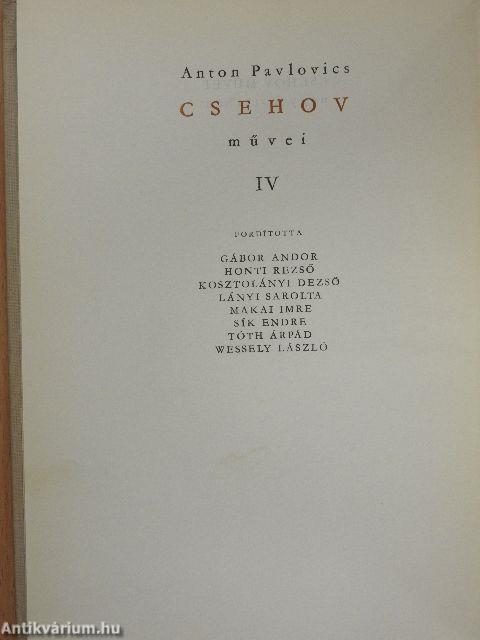 Anton Pavlovics
CSEHOV
művei
IV
FORDÍTOTTA
GÁBOR ANDOR
HONTI REZSŐ
KOSZTOLÁNYI DEZSŐ
LÁNYI SAROLTA
MAKAI IMRE
SÍK ENDRE
TÓTH ÁRPÁD
WESSELY LÁSZLÓ
Antikvárium.hu